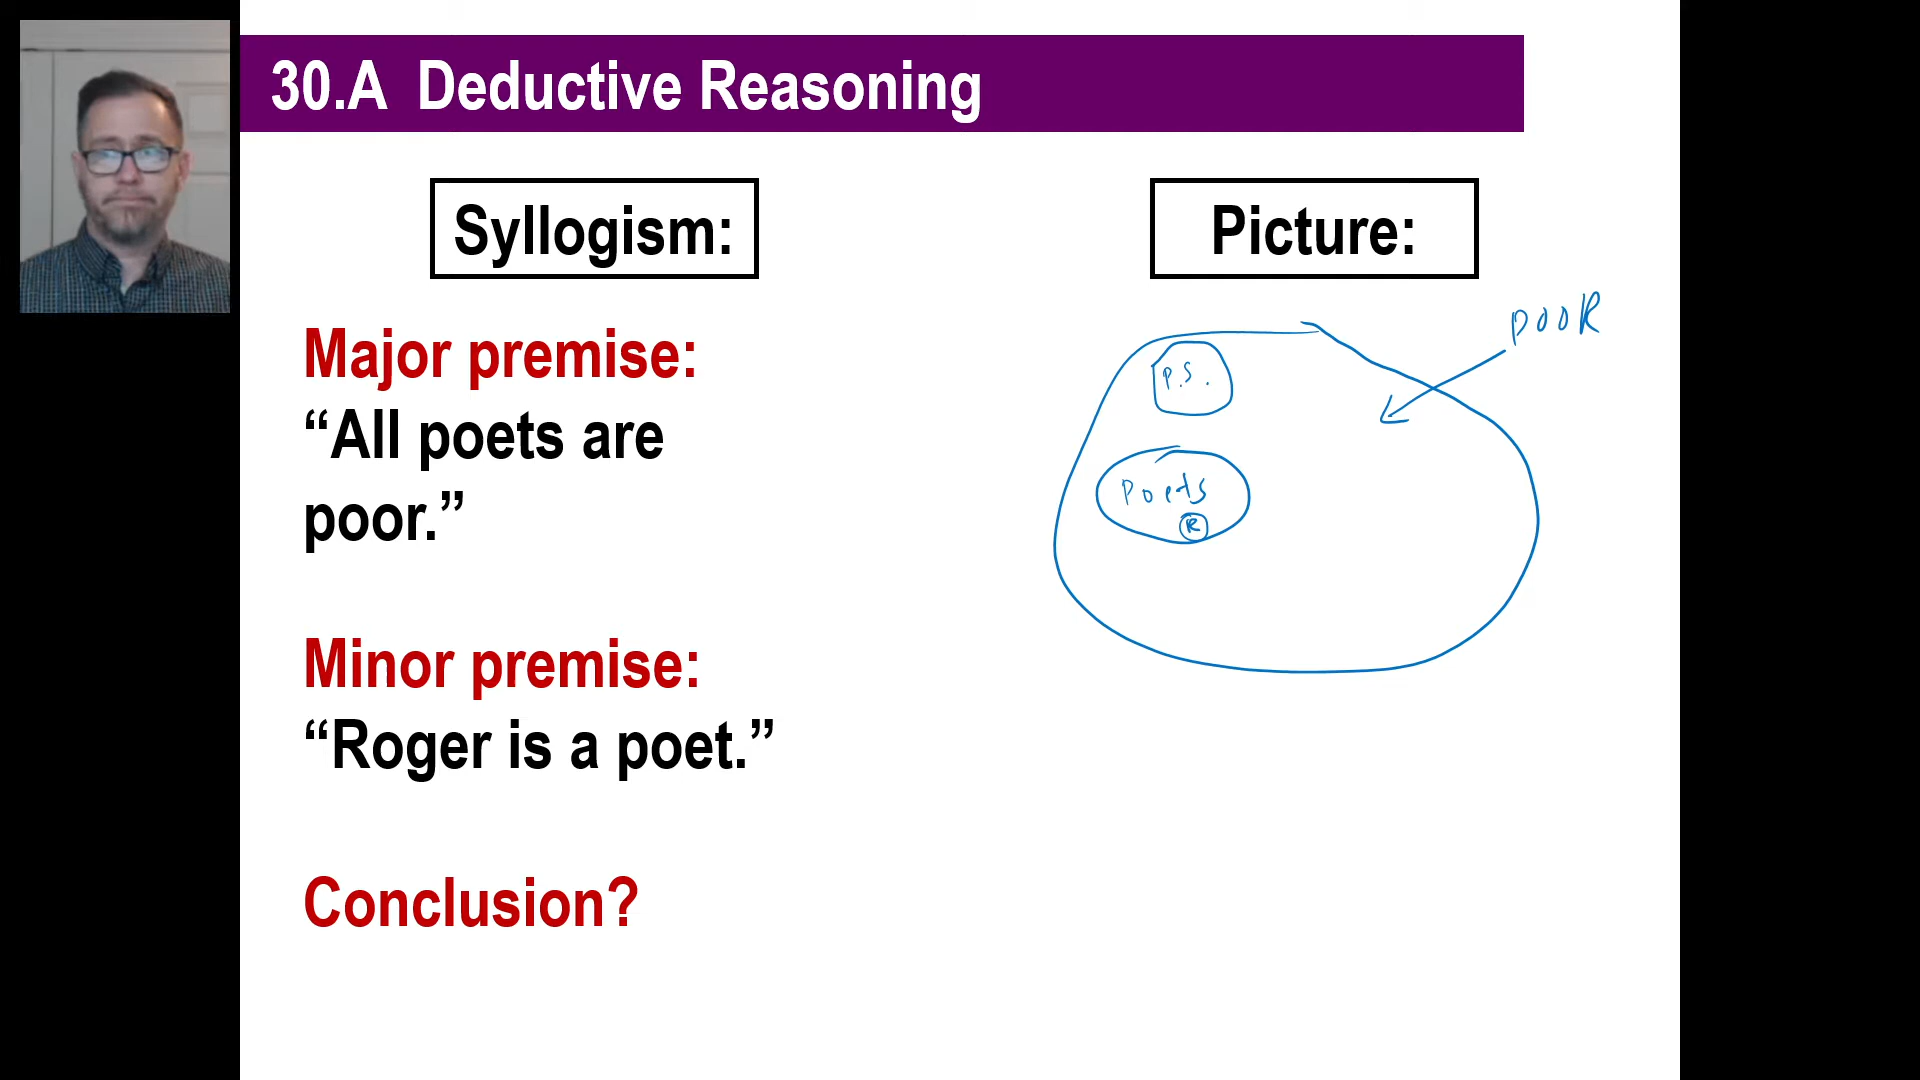 30.A Deductive Reasoning
Syllogism:
Picture:
Major premise:
“All poets are
poor.”
Minor premise:
“Roger is a poet.”
Conclusion?
POOR
P.S.
Poets
R